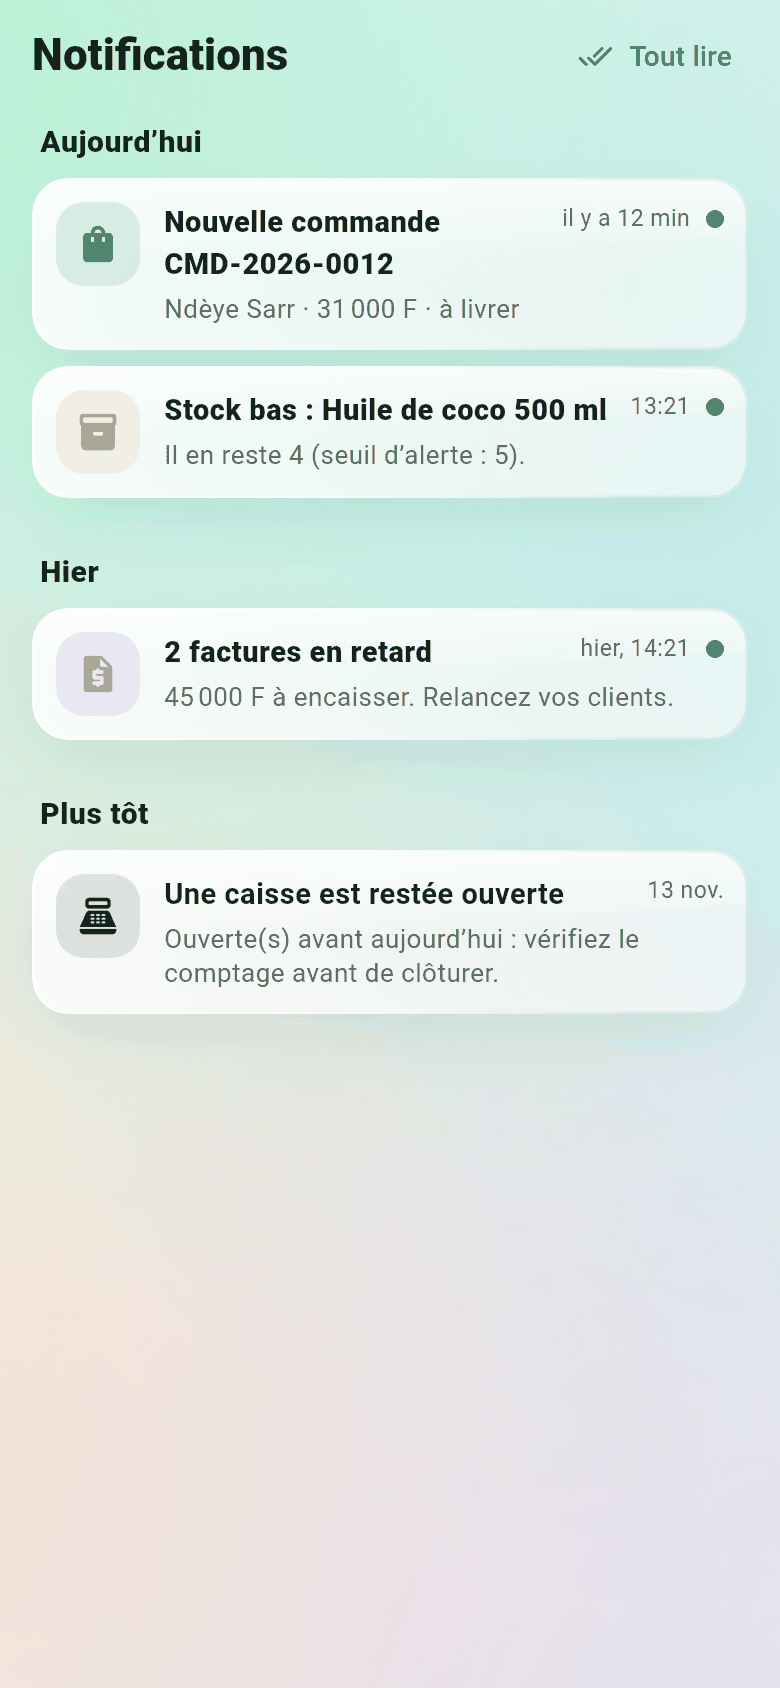 Notifications
Tout lire
Aujourd’hui
Nouvelle commande
CMD-2026-0012
il y a 12 min
Ndèye Sarr · 31 000 F · à livrer
Stock bas : Huile de coco 500 ml
13:21
Il en reste 4 (seuil d’alerte : 5).
Hier
2 factures en retard
hier, 14:21
45 000 F à encaisser. Relancez vos clients.
Plus tôt
Une caisse est restée ouverte
13 nov.
Ouverte(s) avant aujourd’hui : vérifiez le
comptage avant de clôturer.